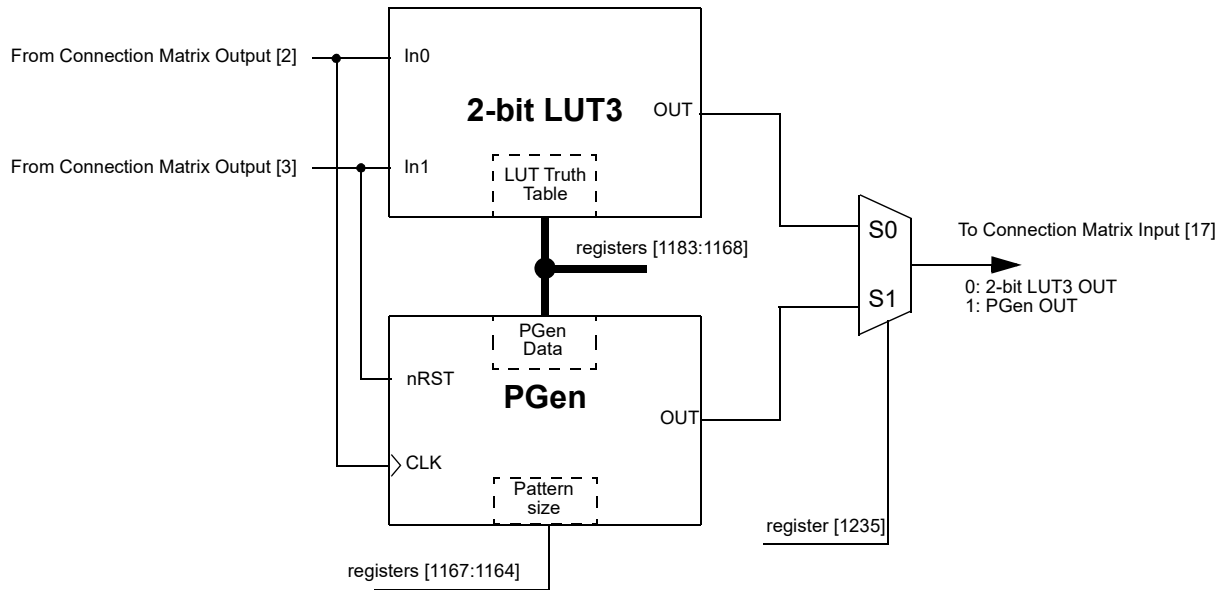 From Connection Matrix Output [2]
In0
2-bit LUT3
OUT
From Connection Matrix Output [3]
In1
LUT Truth
Table
registers [1183:1168]
S0
To Connection Matrix Input [17]
S1
0: 2-bit LUT3 OUT
1: PGen OUT
PGen
Data
nRST
PGen
OUT
CLK
Pattern
size
register [1235]
registers [1167:1164]